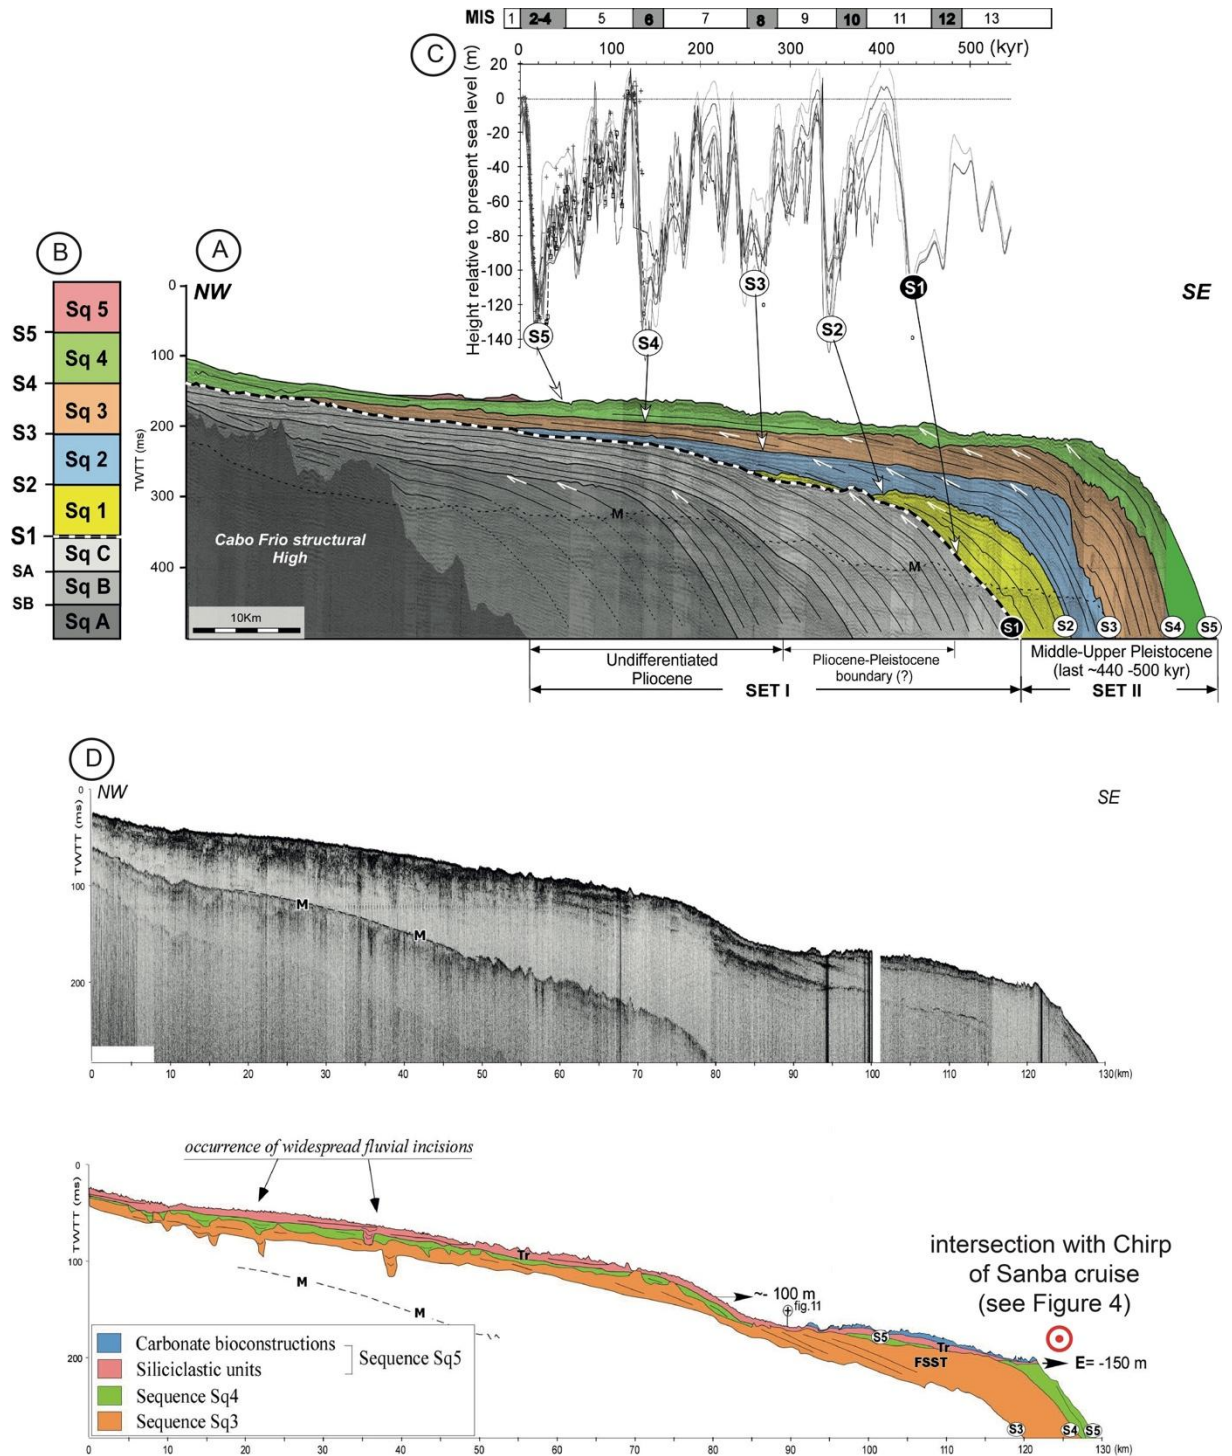 MIS 1 2-4 5 6 7 8 9 10 11 12 13
0 100 200 300 400 500 (kyr)
C
Height relative to present sea level (m)
20
0
-20
-40
-60
-80
-100
-120
-140
S5
S4
S3
S2
S1
B
Sq 5
S5
Sq 4
S4
Sq 3
S3
Sq 2
S2
Sq 1
S1
Sq C
SA
Sq B
SB
Sq A
A
NW
SE
TWTT (ms)
0
100
200
300
400
M
M
Cabo Frio structural
High
10Km
S1 S2 S3 S4 S5
Undifferentiated
Pliocene
Pliocene-Pleistocene
boundary (?)
Middle-Upper Pleistocene
(last ~440 -500 kyr)
SET I
SET II
D
NW
SE
TWTT (ms)
0
100
200
M
M
0 10 20 30 40 50 60 70 80 90 100 110 120 130(km)
occurrence of widespread fluvial incisions
TWTT (ms)
0
100
200
M
M
Tr
~- 100 m
fig.11
intersection with Chirp
of Sanba cruise
(see Figure 4)
S5
Tr
FSST
E= -150 m
S3 S4 S5
Carbonate bioconstructions
Siliciclastic units
Sequence Sq5
Sequence Sq4
Sequence Sq3
0 10 20 30 40 50 60 70 80 90 100 110 120 130 (km)